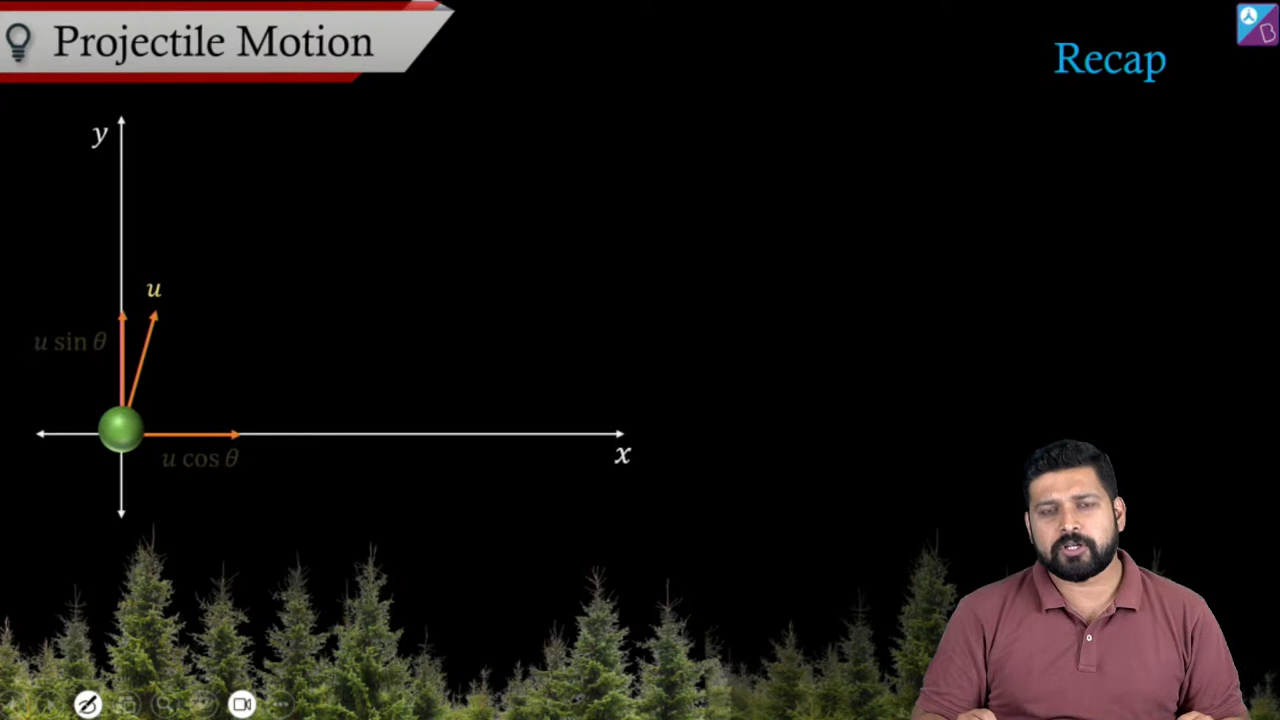 Projectile Motion
Recap
y
u
u sin θ
u cos θ
x